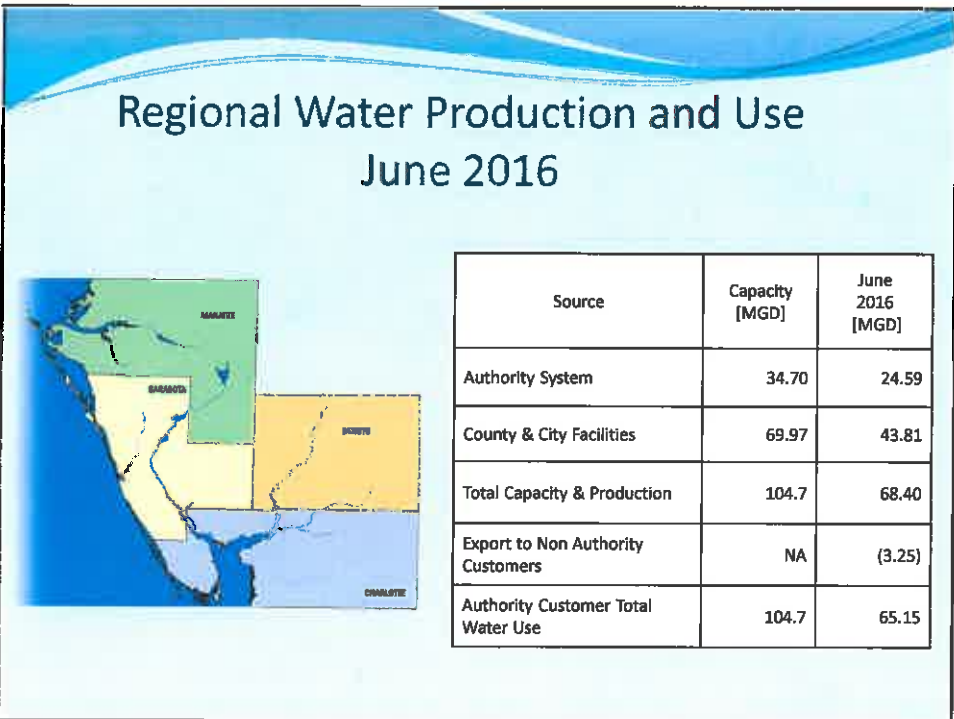 Regional Water Production and Use
June 2016
MANATEE
SARASOTA
DESOTO
CHARLOTTE
Source
Capacity
[MGD]
June
2016
[MGD]
Authority System
34.70
24.59
County & City Facilities
69.97
43.81
Total Capacity & Production
104.7
68.40
Export to Non Authority
Customers
NA
(3.25)
Authority Customer Total
Water Use
104.7
65.15